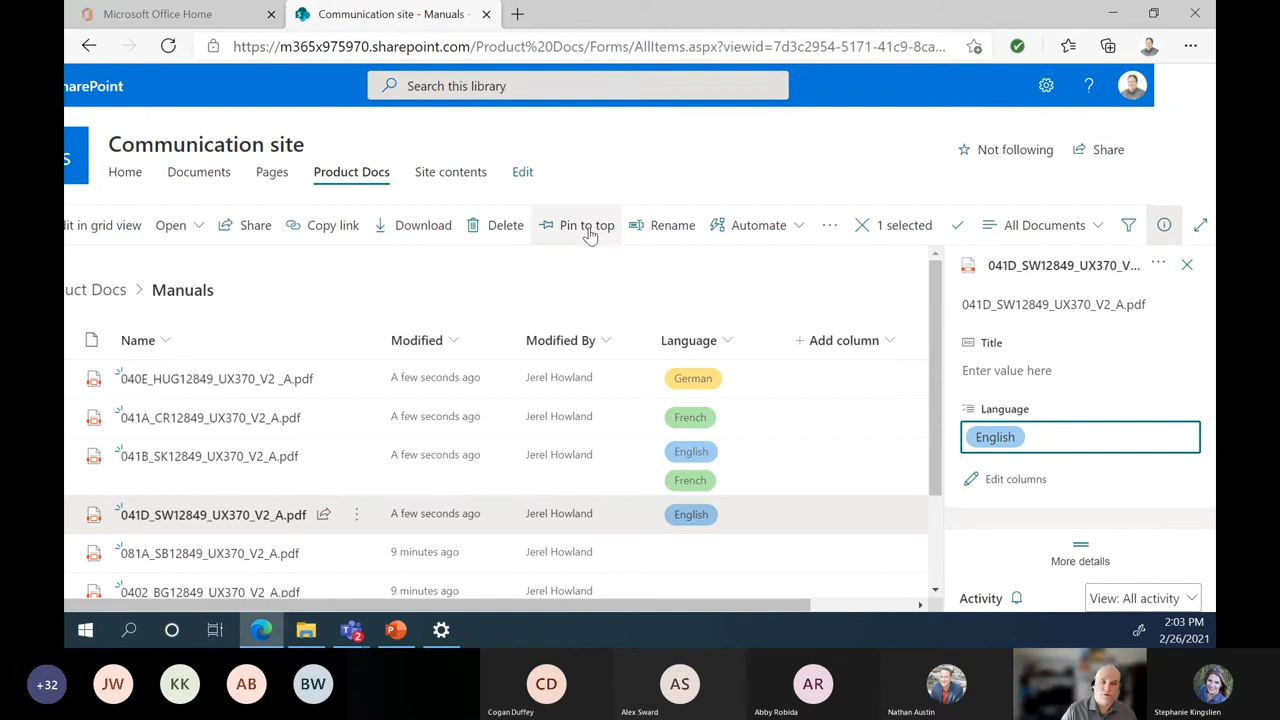 Microsoft Office Home
Communication site - Manuals -
https://m365x975970.sharepoint.com/Product%20Docs/Forms/AllItems.aspx?viewid=7d3c2954-5171-41c9-8ca...
harePoint
Search this library
S
Communication site
Not following
Share
Home
Documents
Pages
Product Docs
Site contents
Edit
dit in grid view
Open
Share
Copy link
Download
Delete
Pin to top
Rename
Automate
1 selected
All Documents
uct Docs > Manuals
Name
Modified
Modified By
Language
+ Add column
040E_HUG12849_UX370_V2 _A.pdf
A few seconds ago
Jerel Howland
German
041A_CR12849_UX370_V2_A.pdf
A few seconds ago
Jerel Howland
French
041B_SK12849_UX370_V2_A.pdf
A few seconds ago
Jerel Howland
English
French
041D_SW12849_UX370_V2_A.pdf
A few seconds ago
Jerel Howland
English
081A_SB12849_UX370_V2_A.pdf
9 minutes ago
Jerel Howland
0402_BG12849_UX370_V2_A.pdf
9 minutes ago
Jerel Howland
041D_SW12849_UX370_V...
041D_SW12849_UX370_V2_A.pdf
Abc
Title
Enter value here
Language
English
Edit columns
More details
Activity
View: All activity
2
2:03 PM
2/26/2021
+32
JW
KK
AB
BW
CD
Cogan Duffey
AS
Alex Sward
AR
Abby Robida
Nathan Austin
Stephanie Kingslien